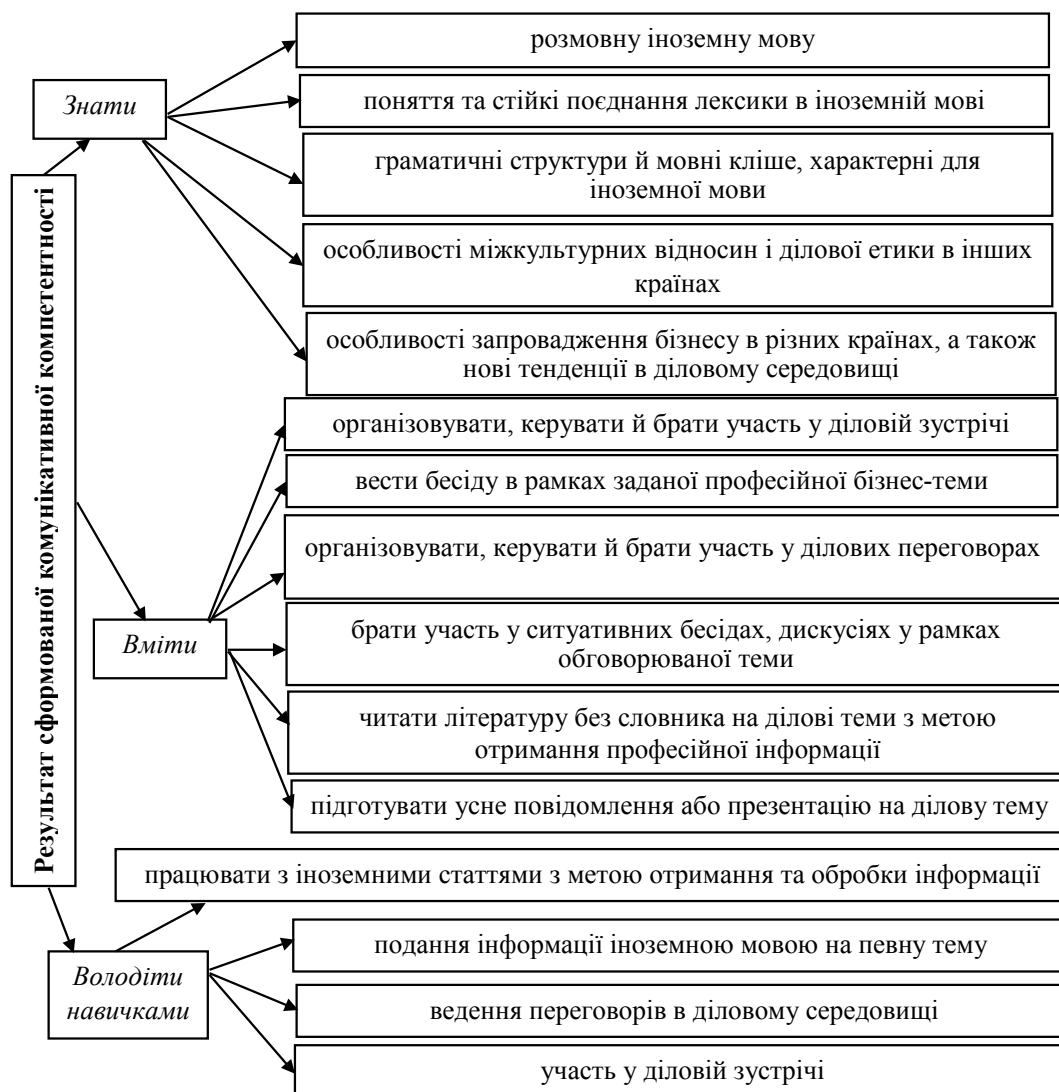 Результат сформованої комунікативної компетентності
Знати
розмовну іноземну мову
поняття та стійкі поєднання лексики в іноземній мові
граматичні структури й мовні кліше, характерні для
іноземної мови
особливості міжкультурних відносин і ділової етики в інших
країнах
особливості запровадження бізнесу в різних країнах, а також
нові тенденції в діловому середовищі
Вміти
організовувати, керувати й брати участь у діловій зустрічі
вести бесіду в рамках заданої професійної бізнес-теми
організовувати, керувати й брати участь у ділових переговорах
брати участь у ситуативних бесідах, дискусіях у рамках
обговорюваної теми
читати літературу без словника на ділові теми з метою
отримання професійної інформації
підготувати усне повідомлення або презентацію на ділову тему
Володіти
навичками
працювати з іноземними статтями з метою отримання та обробки інформації
подання інформації іноземною мовою на певну тему
ведення переговорів в діловому середовищі
участь у діловій зустрічі